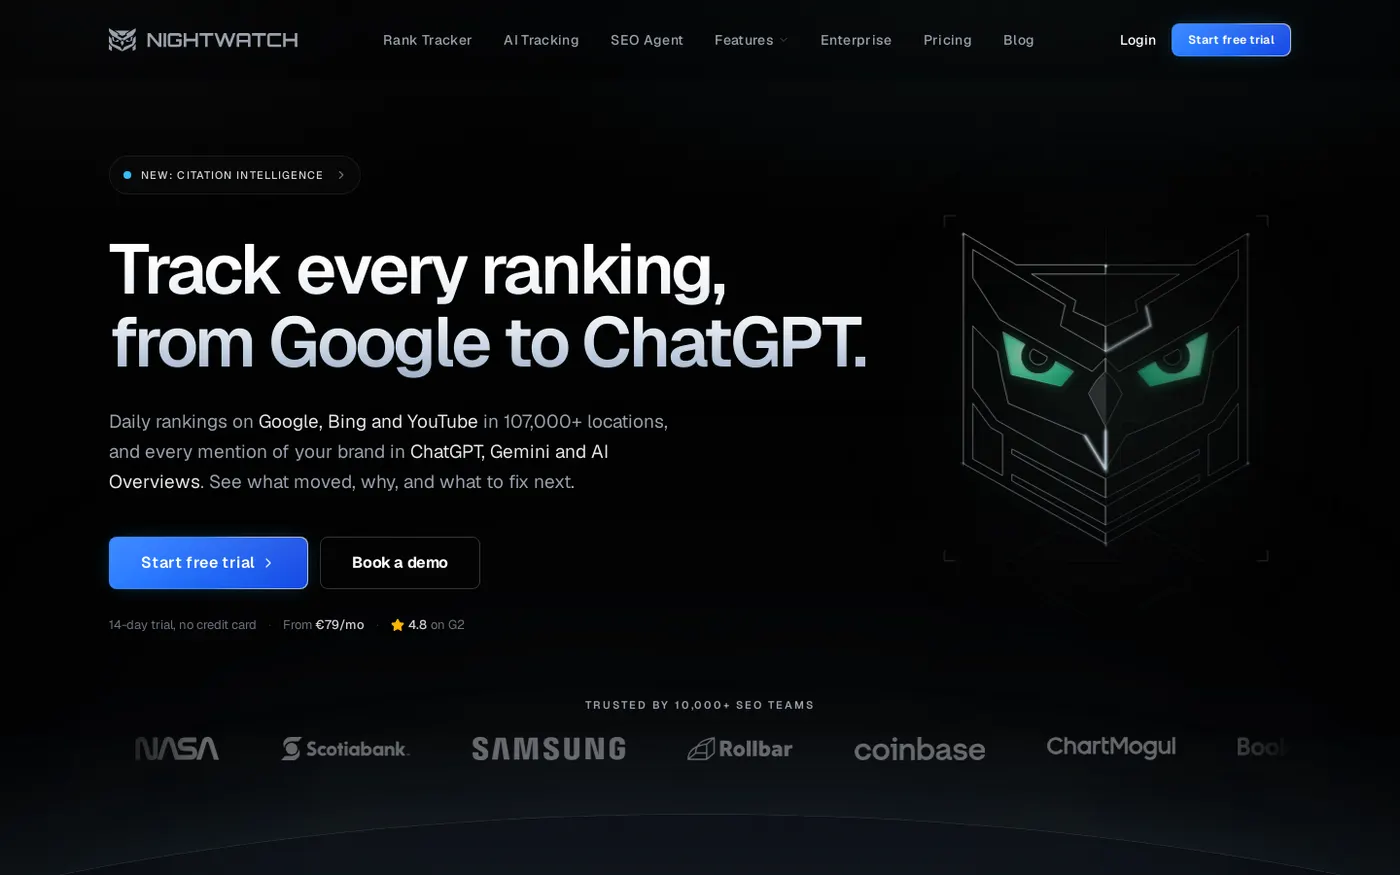 NIGHTWATCH
Rank Tracker
AI Tracking
SEO Agent
Features
Enterprise
Pricing
Blog
Login
Start free trial
NEW: CITATION INTELLIGENCE
Track every ranking,
from Google to ChatGPT.
Daily rankings on Google, Bing and YouTube in 107,000+ locations,
and every mention of your brand in ChatGPT, Gemini and AI
Overviews. See what moved, why, and what to fix next.
Start free trial
Book a demo
14-day trial, no credit card · From €79/mo · 4.8 on G2
TRUSTED BY 10,000+ SEO TEAMS
NASA
Scotiabank
SAMSUNG
Rollbar
coinbase
ChartMogul